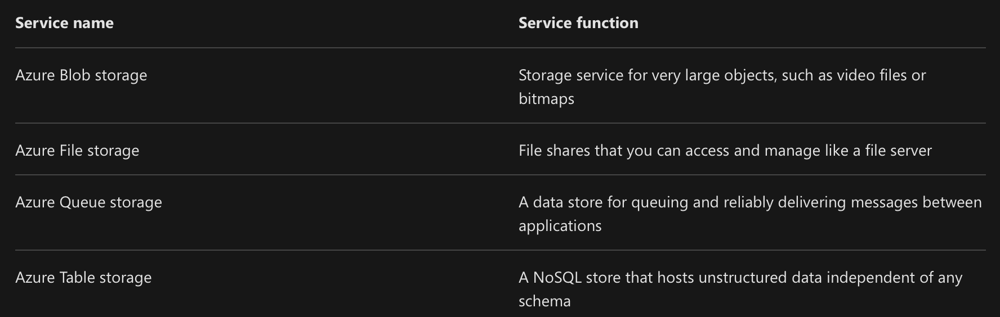 Service name
Service function
Azure Blob storage
Storage service for very large objects, such as video files or
bitmaps
Azure File storage
File shares that you can access and manage like a file server
Azure Queue storage
A data store for queuing and reliably delivering messages between
applications
Azure Table storage
A NoSQL store that hosts unstructured data independent of any
schema